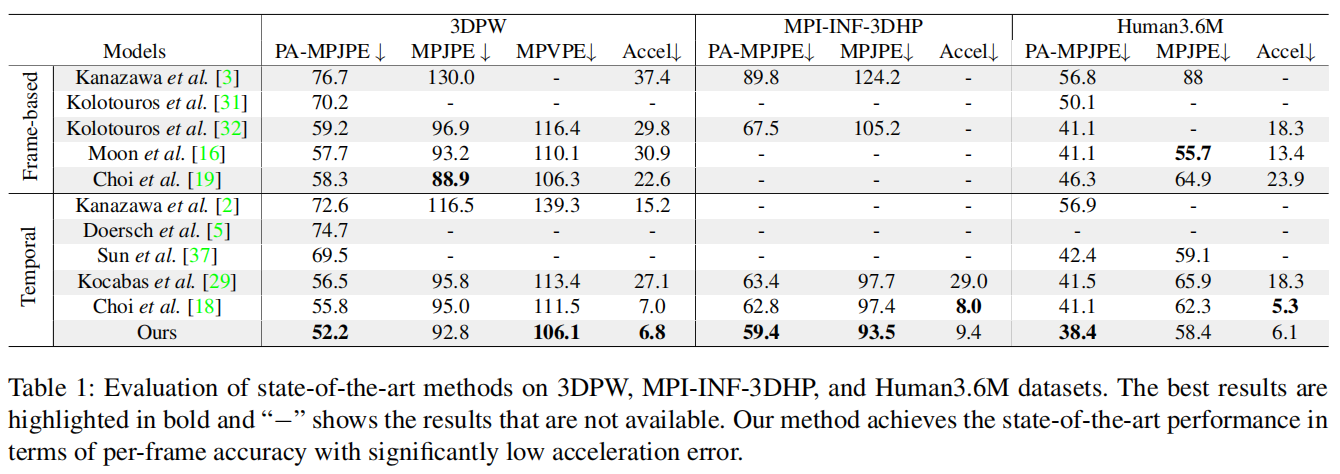 3DPW MPI-INF-3DHP Human3.6M
Models PA-MPJPE ↓ MPJPE ↓ MPVPE↓ Accel↓ PA-MPJPE↓ MPJPE↓ Accel↓ PA-MPJPE↓ MPJPE↓ Accel↓
Frame-based
Kanazawa et al. [3] 76.7 130.0 - 37.4 89.8 124.2 - 56.8 88 -
Kolotouros et al. [31] 70.2 - - - - - - 50.1 - -
Kolotouros et al. [32] 59.2 96.9 116.4 29.8 67.5 105.2 - 41.1 - 18.3
Moon et al. [16] 57.7 93.2 110.1 30.9 - - - 41.1 55.7 13.4
Choi et al. [19] 58.3 88.9 106.3 22.6 - - - 46.3 64.9 23.9
Temporal
Kanazawa et al. [2] 72.6 116.5 139.3 15.2 - - - 56.9 - -
Doersch et al. [5] 74.7 - - - - - - - - -
Sun et al. [37] 69.5 - - - - - - 42.4 59.1 -
Kocabas et al. [29] 56.5 95.8 113.4 27.1 63.4 97.7 29.0 41.5 65.9 18.3
Choi et al. [18] 55.8 95.0 111.5 7.0 62.8 97.4 8.0 41.1 62.3 5.3
Ours 52.2 92.8 106.1 6.8 59.4 93.5 9.4 38.4 58.4 6.1
Table 1: Evaluation of state-of-the-art methods on 3DPW, MPI-INF-3DHP, and Human3.6M datasets. The best results are
highlighted in bold and “−” shows the results that are not available. Our method achieves the state-of-the-art performance in
terms of per-frame accuracy with significantly low acceleration error.